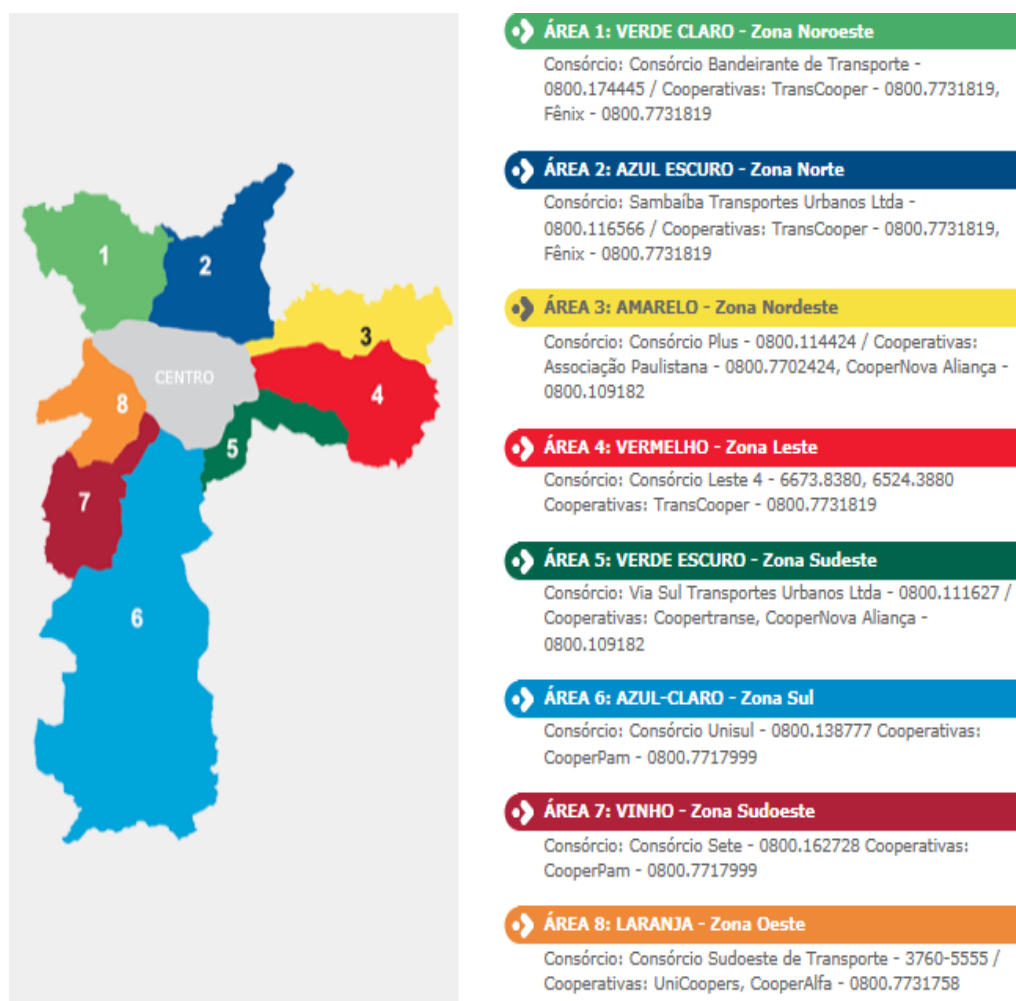 1
2
3
CENTRO
4
8
5
7
6
ÁREA 1: VERDE CLARO - Zona Noroeste
Consórcio: Consórcio Bandeirante de Transporte -
0800.174445 / Cooperativas: TransCooper - 0800.7731819,
Fênix - 0800.7731819
ÁREA 2: AZUL ESCURO - Zona Norte
Consórcio: Sambaíba Transportes Urbanos Ltda -
0800.116566 / Cooperativas: TransCooper - 0800.7731819,
Fênix - 0800.7731819
ÁREA 3: AMARELO - Zona Nordeste
Consórcio: Consórcio Plus - 0800.114424 / Cooperativas:
Associação Paulistana - 0800.7702424, CooperNova Aliança -
0800.109182
ÁREA 4: VERMELHO - Zona Leste
Consórcio: Consórcio Leste 4 - 6673.8380, 6524.3880
Cooperativas: TransCooper - 0800.7731819
ÁREA 5: VERDE ESCURO - Zona Sudeste
Consórcio: Via Sul Transportes Urbanos Ltda - 0800.111627 /
Cooperativas: Coopertranse, CooperNova Aliança -
0800.109182
ÁREA 6: AZUL-CLARO - Zona Sul
Consórcio: Consórcio Unisul - 0800.138777 Cooperativas:
CooperPam - 0800.7717999
ÁREA 7: VINHO - Zona Sudoeste
Consórcio: Consórcio Sete - 0800.162728 Cooperativas:
CooperPam - 0800.7717999
ÁREA 8: LARANJA - Zona Oeste
Consórcio: Consórcio Sudoeste de Transporte - 3760-5555 /
Cooperativas: UniCoopers, CooperAlfa - 0800.7731758